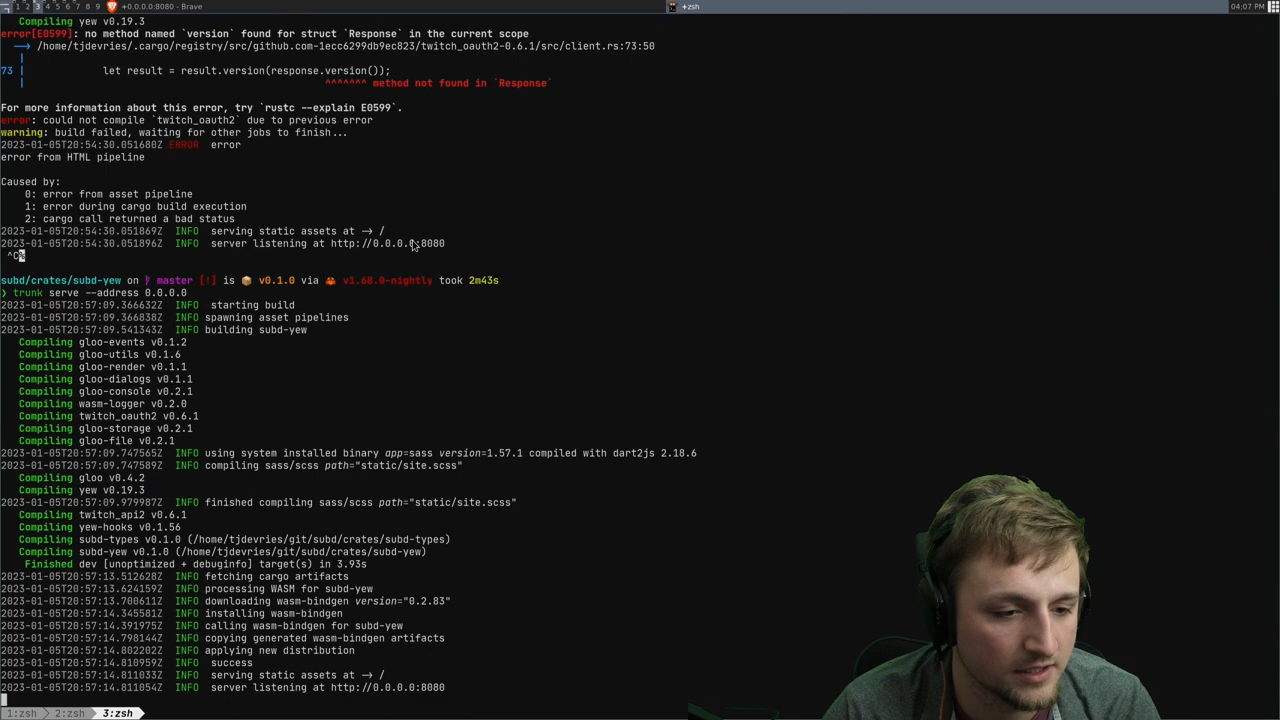 1 2 3 4 5 6 7 8 9 +0.0.0.0:8080 - Brave
+zsh
04:07 PM
Compiling yew v0.19.3
error[E0599]: no method named `version` found for struct `Response` in the current scope
--> /home/tjdevries/.cargo/registry/src/github.com-1ecc6299db9ec823/twitch_oauth2-0.6.1/src/client.rs:73:50
|
73 | let result = result.version(response.version());
| ^^^^^^^ method not found in `Response`
For more information about this error, try `rustc --explain E0599`.
error: could not compile `twitch_oauth2` due to previous error
warning: build failed, waiting for other jobs to finish...
2023-01-05T20:54:30.051680Z ERROR error
error from HTML pipeline
Caused by:
0: error from asset pipeline
1: error during cargo build execution
2: cargo call returned a bad status
2023-01-05T20:54:30.051869Z INFO serving static assets at -> /
2023-01-05T20:54:30.051896Z INFO server listening at http://0.0.0.0:8080
^C%
subd/crates/subd-yew on master [!] is 📦 v0.1.0 via 🦀 v1.68.0-nightly took 2m43s
❯ trunk serve --address 0.0.0.0
2023-01-05T20:57:09.366632Z INFO starting build
2023-01-05T20:57:09.366838Z INFO spawning asset pipelines
2023-01-05T20:57:09.541343Z INFO building subd-yew
Compiling gloo-events v0.1.2
Compiling gloo-utils v0.1.6
Compiling gloo-render v0.1.1
Compiling gloo-dialogs v0.1.1
Compiling gloo-console v0.2.1
Compiling wasm-logger v0.2.0
Compiling twitch_oauth2 v0.6.1
Compiling gloo-storage v0.2.1
Compiling gloo-file v0.2.1
2023-01-05T20:57:09.747565Z INFO using system installed binary app=sass version=1.57.1 compiled with dart2js 2.18.6
2023-01-05T20:57:09.747589Z INFO compiling sass/scss path="static/site.scss"
Compiling gloo v0.4.2
Compiling yew v0.19.3
2023-01-05T20:57:09.979987Z INFO finished compiling sass/scss path="static/site.scss"
Compiling twitch_api2 v0.6.1
Compiling yew-hooks v0.1.56
Compiling subd-types v0.1.0 (/home/tjdevries/git/subd/crates/subd-types)
Compiling subd-yew v0.1.0 (/home/tjdevries/git/subd/crates/subd-yew)
Finished dev [unoptimized + debuginfo] target(s) in 3.93s
2023-01-05T20:57:13.512628Z INFO fetching cargo artifacts
2023-01-05T20:57:13.624159Z INFO processing WASM for subd-yew
2023-01-05T20:57:13.700611Z INFO downloading wasm-bindgen version="0.2.83"
2023-01-05T20:57:14.345581Z INFO installing wasm-bindgen
2023-01-05T20:57:14.391975Z INFO calling wasm-bindgen for subd-yew
2023-01-05T20:57:14.798144Z INFO copying generated wasm-bindgen artifacts
2023-01-05T20:57:14.802202Z INFO applying new distribution
2023-01-05T20:57:14.810959Z INFO success
2023-01-05T20:57:14.811033Z INFO serving static assets at -> /
2023-01-05T20:57:14.811054Z INFO server listening at http://0.0.0.0:8080
1:zsh 2:zsh 3:zsh